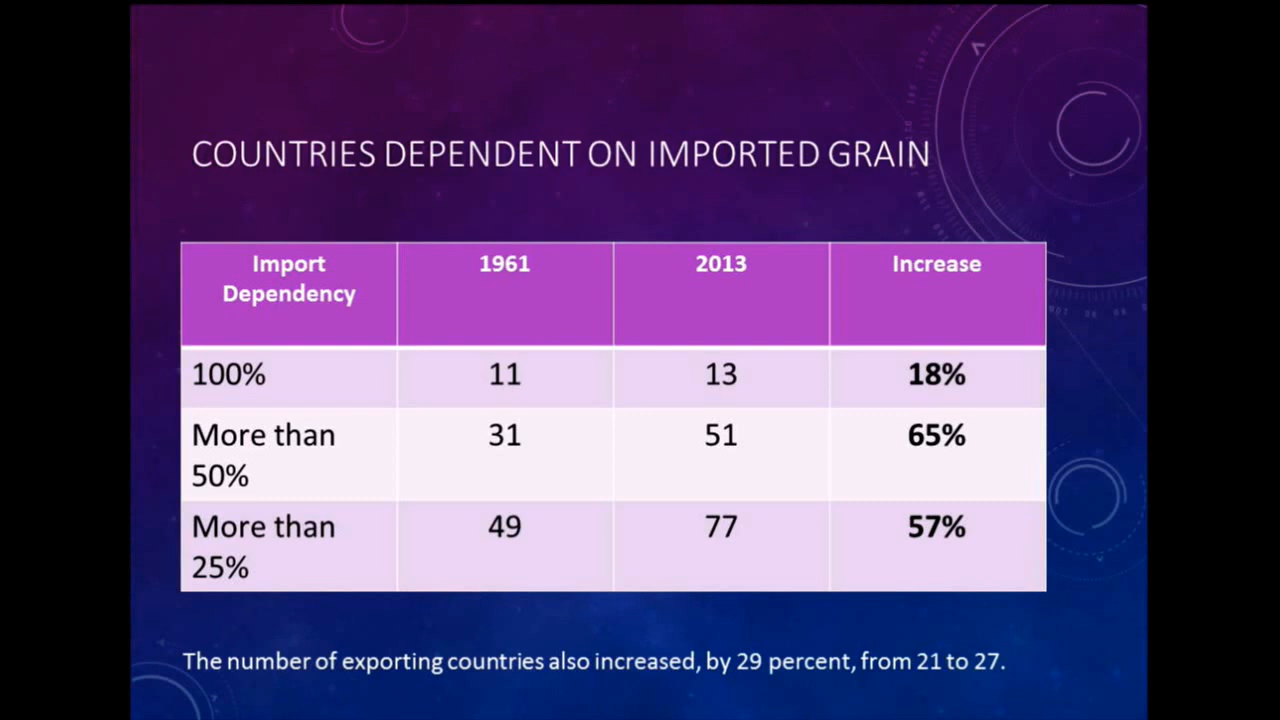 COUNTRIES DEPENDENT ON IMPORTED GRAIN
Import
Dependency
1961
2013
Increase
100%
11
13
18%
More than
50%
31
51
65%
More than
25%
49
77
57%
The number of exporting countries also increased, by 29 percent, from 21 to 27.